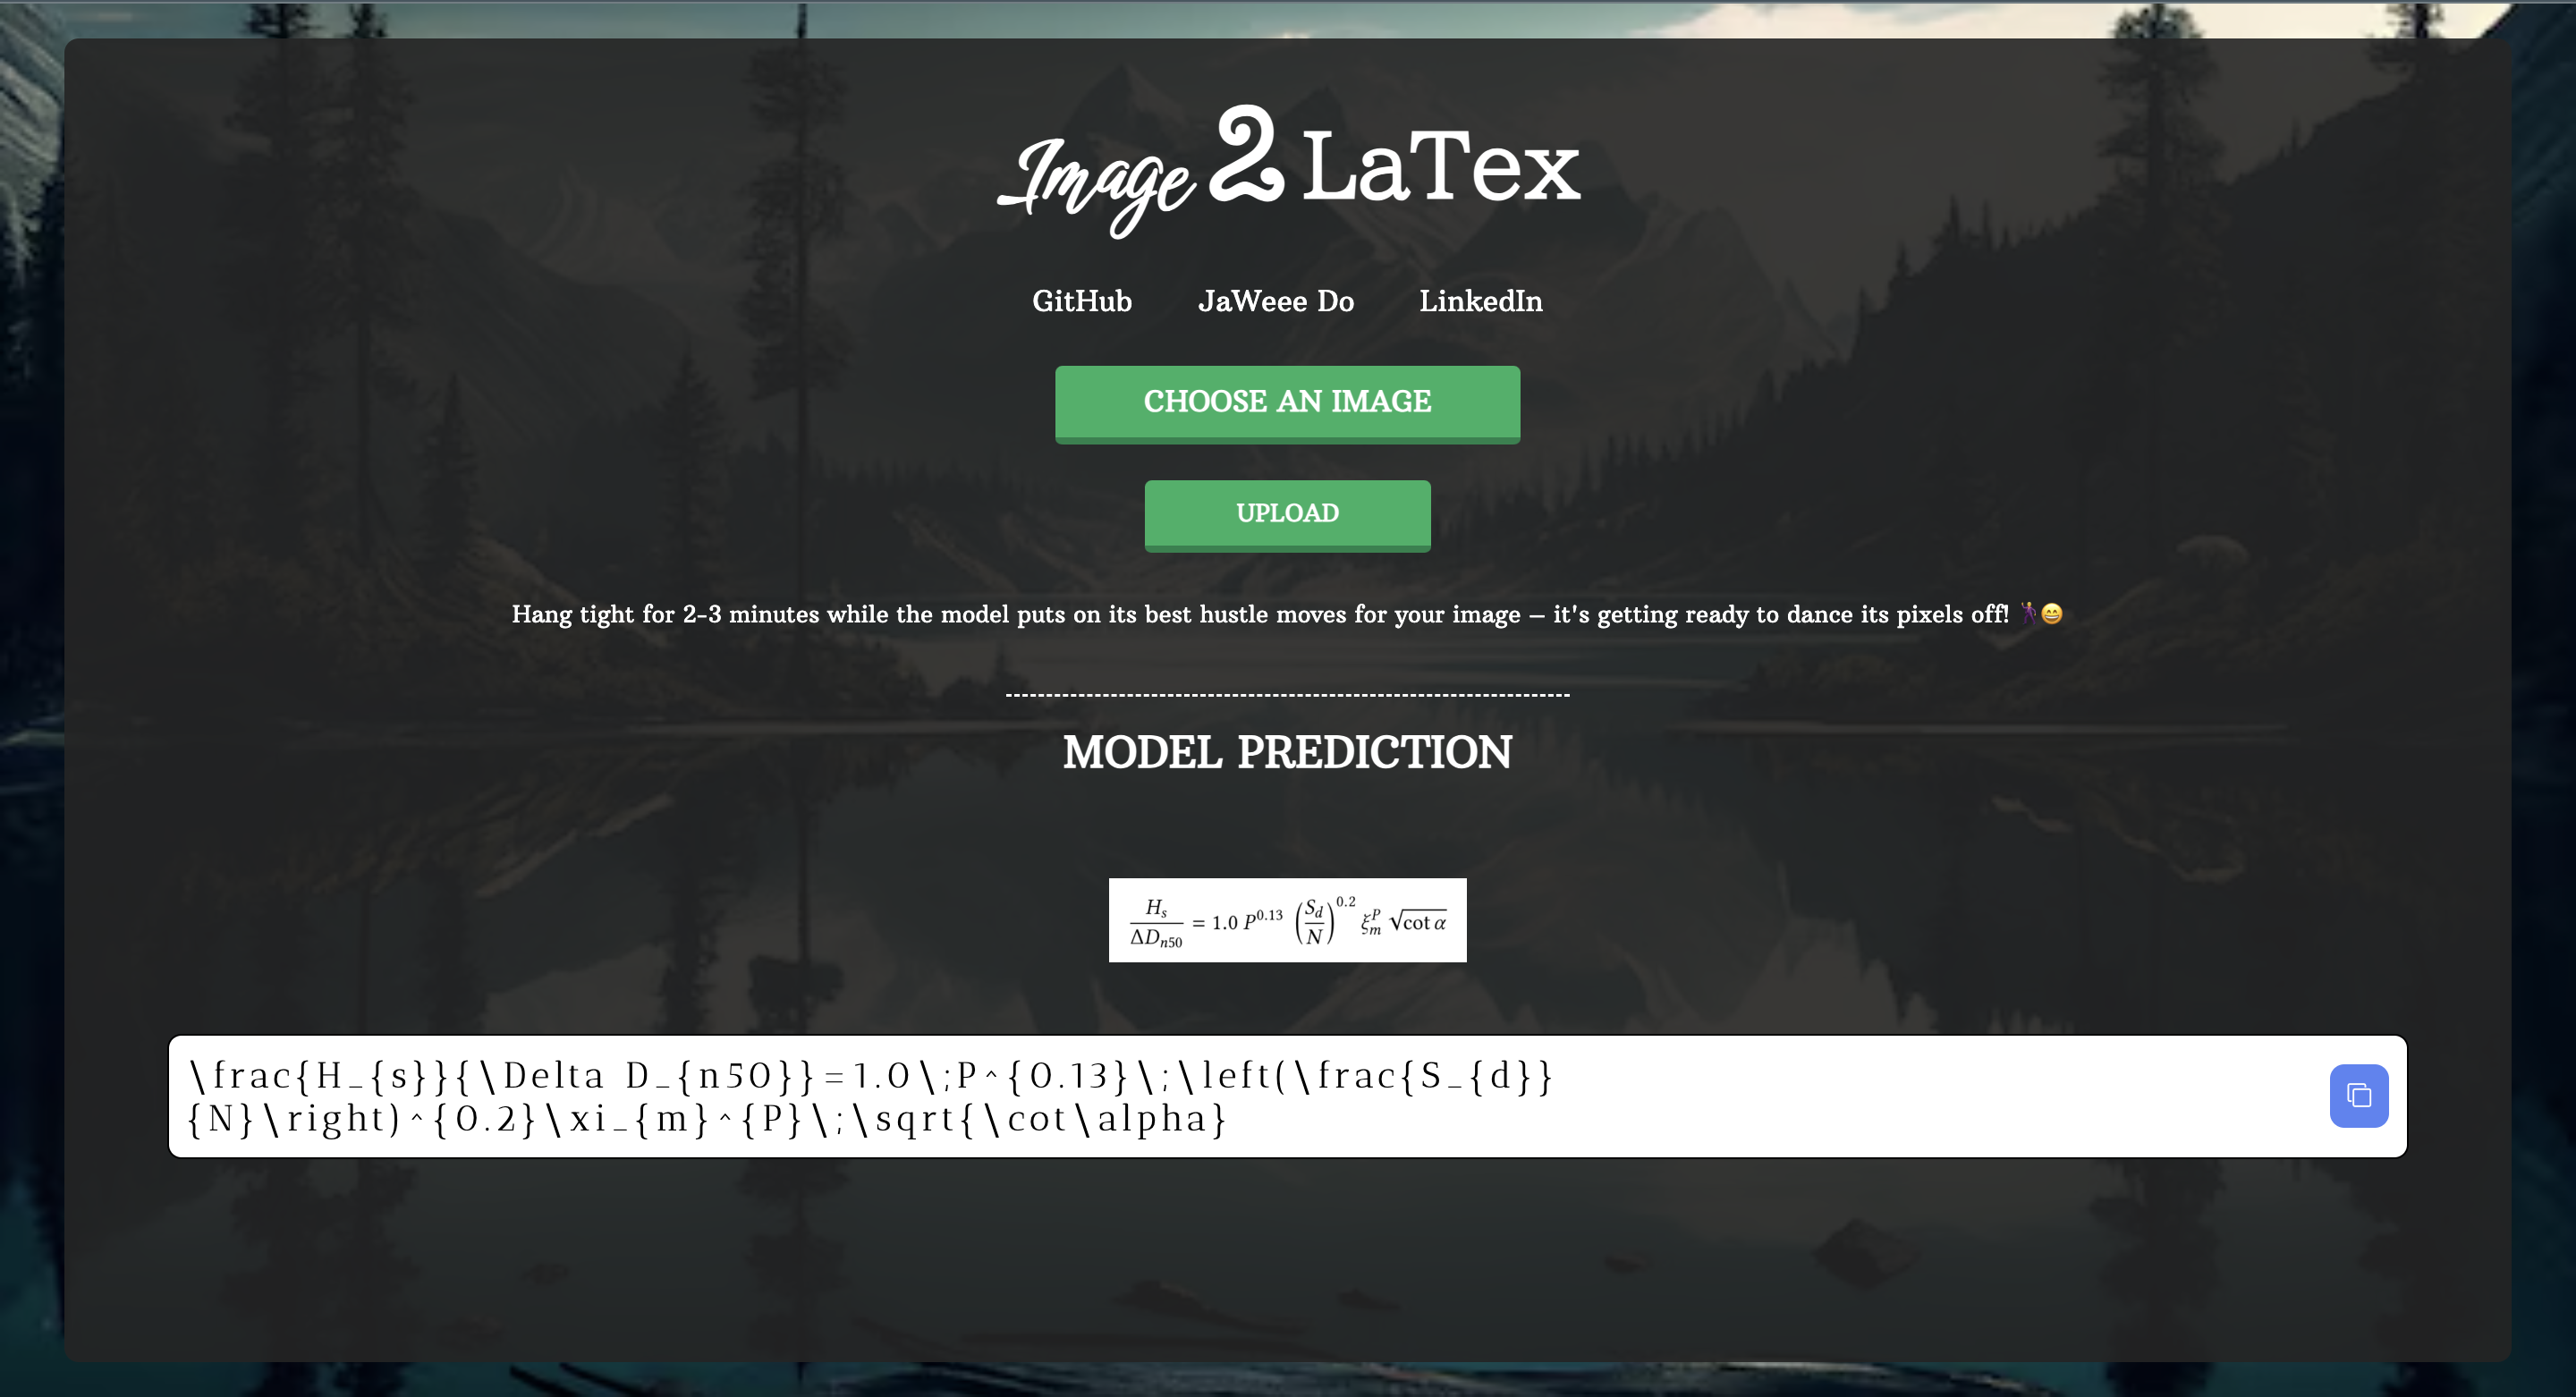 Image 2 LaTex
GitHub JaWeee Do LinkedIn
CHOOSE AN IMAGE
UPLOAD
Hang tight for 2-3 minutes while the model puts on its best hustle moves for your image – it's getting ready to dance its pixels off! 🕺😄
----------------------------------------------------------------------
MODEL PREDICTION
\frac{H_s}{\Delta D_{n50}} = 1.0 P^{0.13} \left(\frac{S_d}{N}\right)^{0.2} \xi_m^P \sqrt{\cot \alpha}
\frac{H_{s}}{\Delta D_{n50}}=1.0\;P^{0.13}\;\left(\frac{S_{d}}
{N}\right)^{0.2}\xi_{m}^{P}\;\sqrt{\cot\alpha}